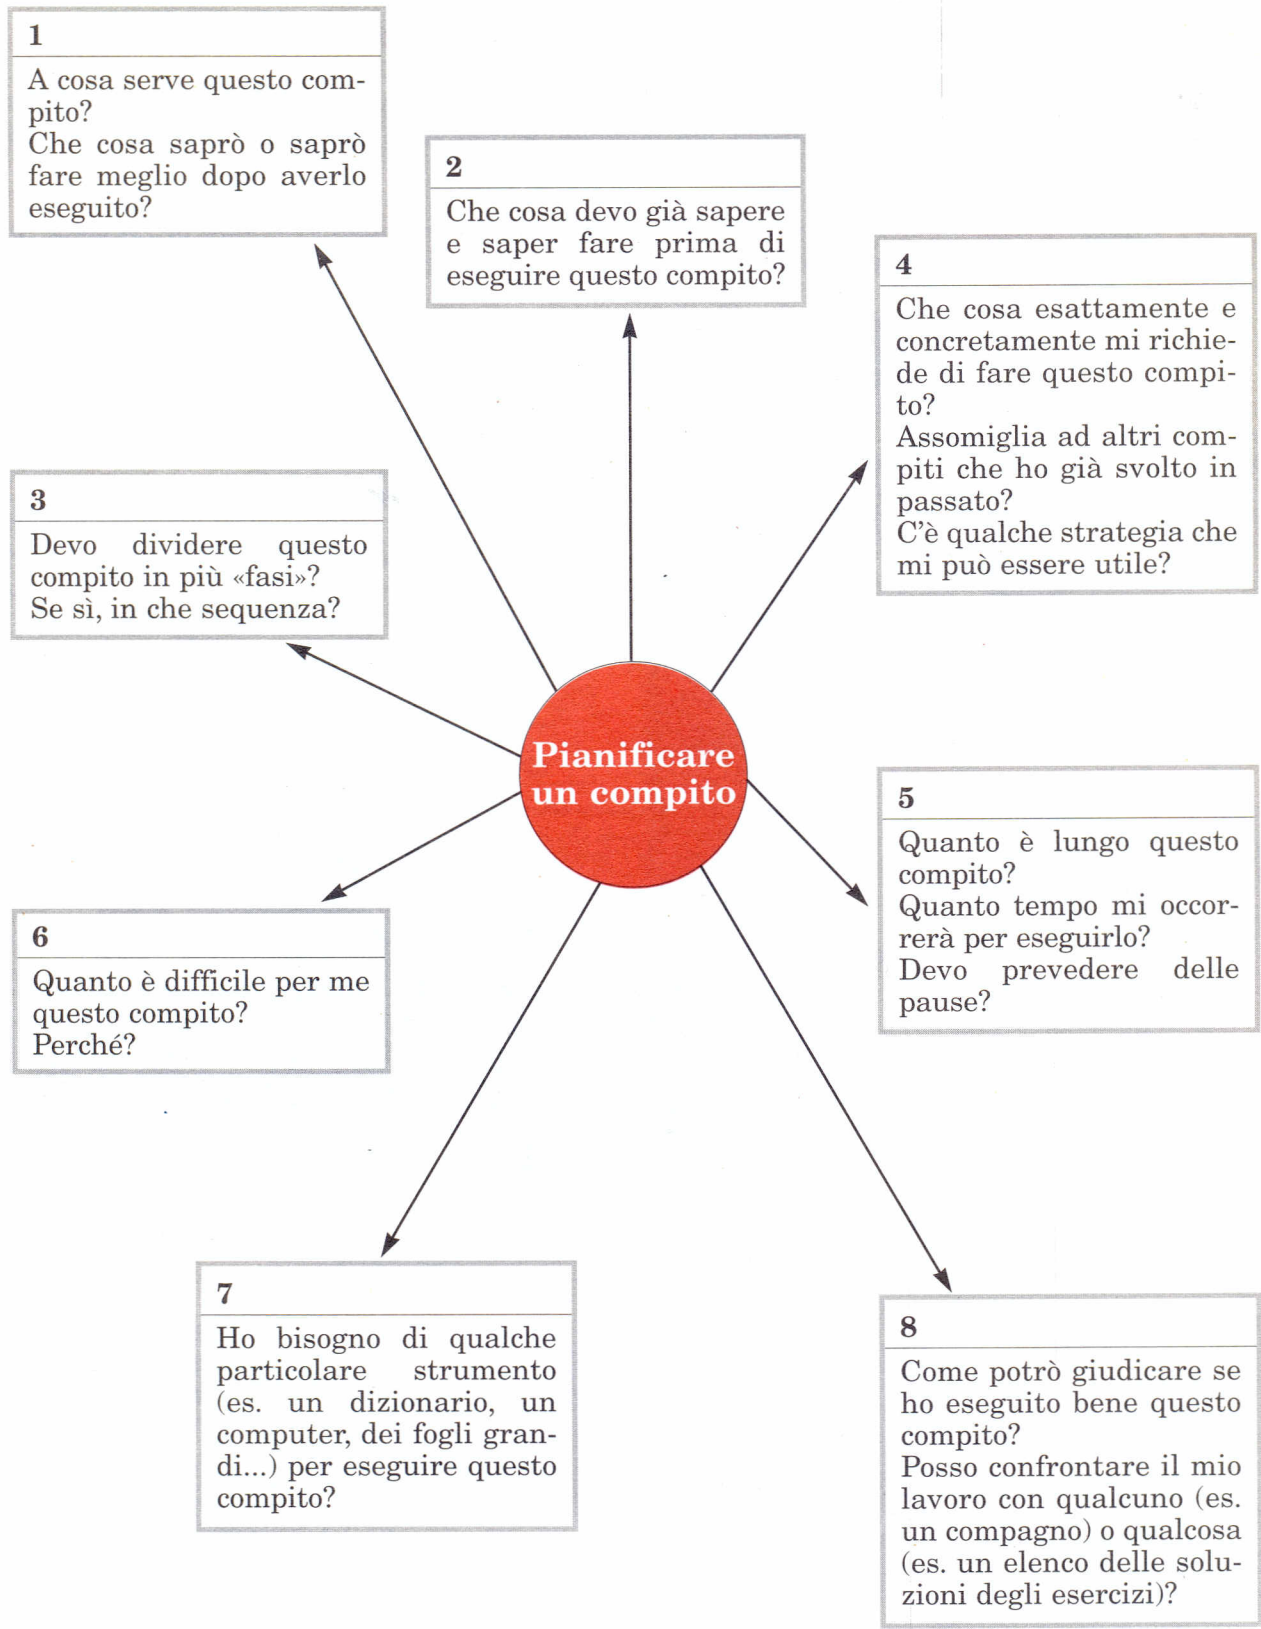 1
A cosa serve questo com-
pito?
Che cosa saprò o saprò
fare meglio dopo averlo
eseguito?
2
Che cosa devo già sapere
e saper fare prima di
eseguire questo compito?
3
Devo dividere questo
compito in più «fasi»?
Se sì, in che sequenza?
4
Che cosa esattamente e
concretamente mi richie-
de di fare questo compi-
to?
Assomiglia ad altri com-
piti che ho già svolto in
passato?
C'è qualche strategia che
mi può essere utile?
Pianificare
un compito
5
Quanto è lungo questo
compito?
Quanto tempo mi occor-
rerà per eseguirlo?
Devo prevedere delle
pause?
6
Quanto è difficile per me
questo compito?
Perché?
7
Ho bisogno di qualche
particolare strumento
(es. un dizionario, un
computer, dei fogli gran-
di...) per eseguire questo
compito?
8
Come potrò giudicare se
ho eseguito bene questo
compito?
Posso confrontare il mio
lavoro con qualcuno (es.
un compagno) o qualcosa
(es. un elenco delle solu-
zioni degli esercizi)?